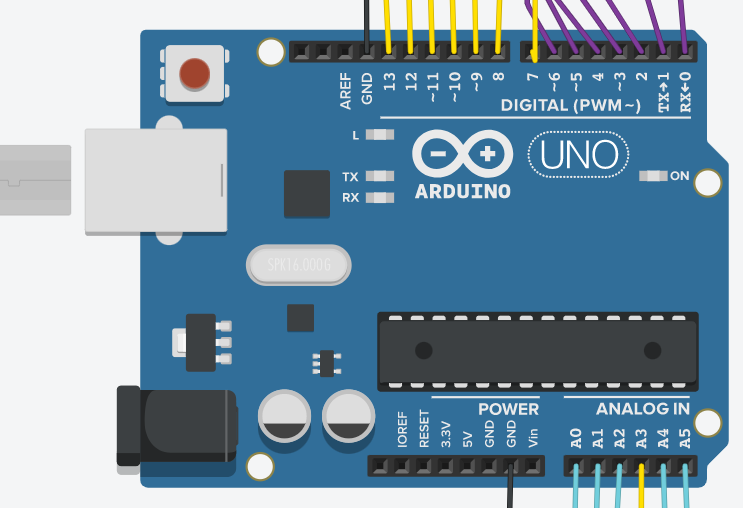 AREF
GND
13
12
~11
~10
~9
8
7
~6
~5
4
~3
2
TX→1
RX←0
DIGITAL (PWM~)
L
TX
RX
ARDUINO
UNO
ON
SPK16.000G
POWER
ANALOG IN
IOREF
RESET
3.3V
5V
GND
GND
Vin
A0
A1
A2
A3
A4
A5